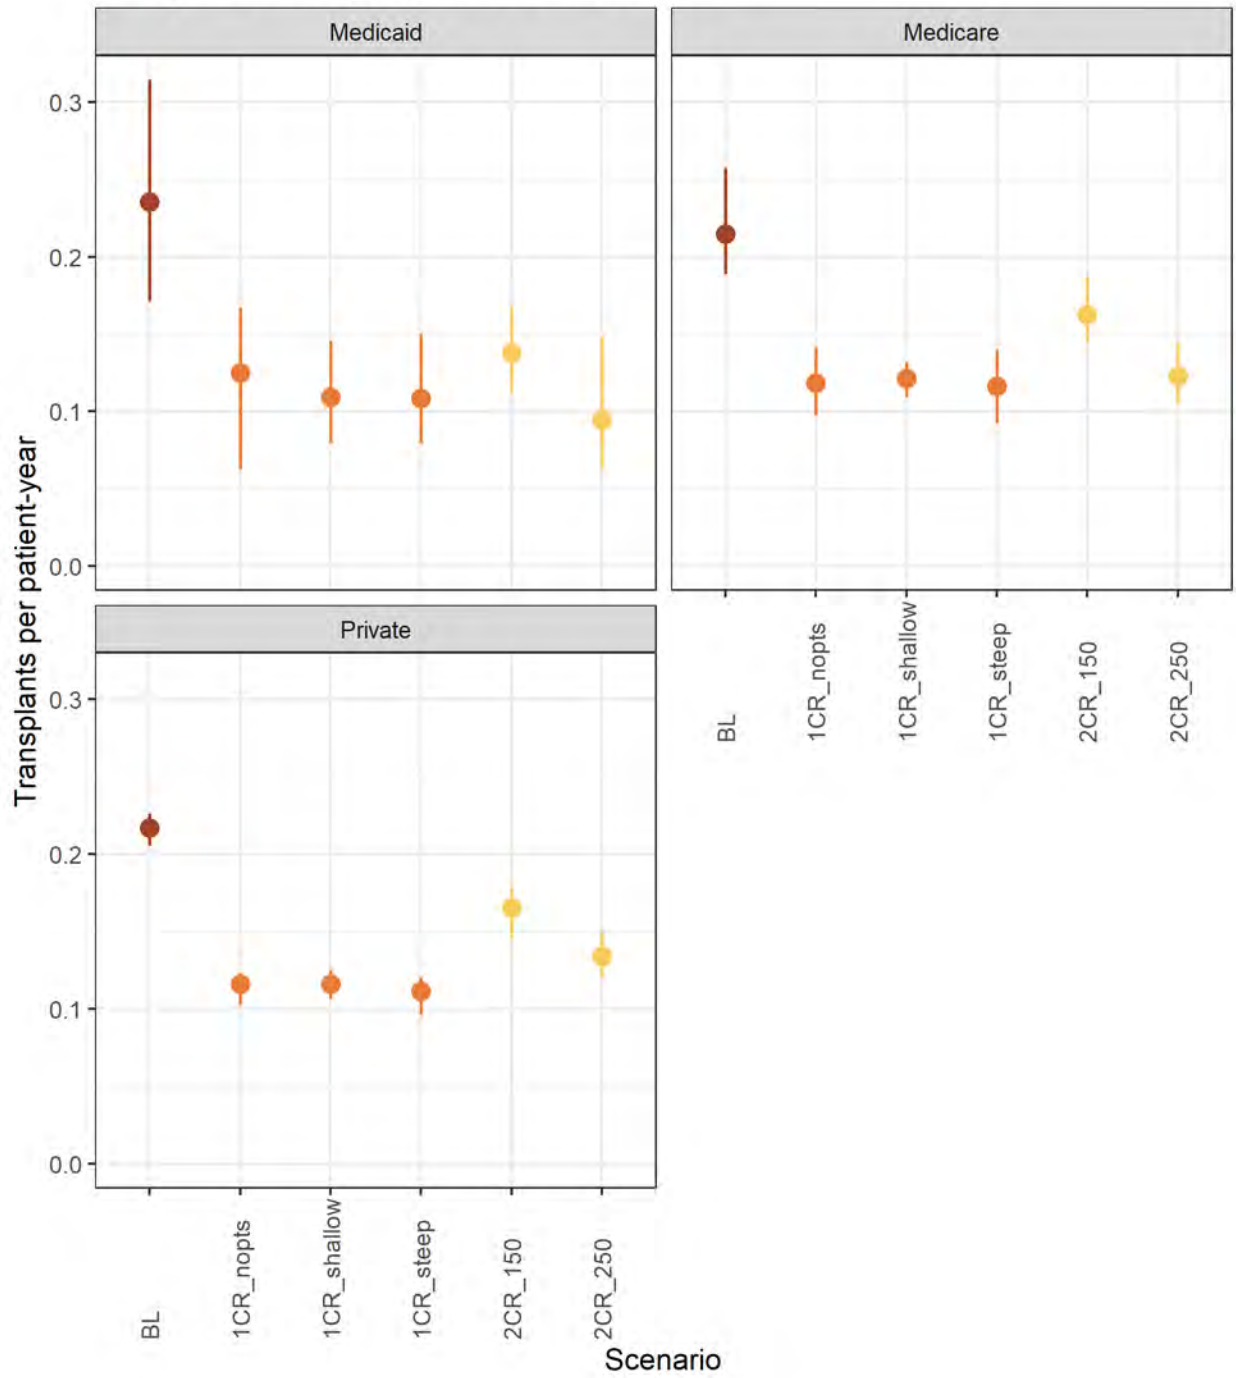 Medicaid
Medicare
0.3
0.2
0.1
0.0
Transplants per patient-year
BL
1CR_nopts
1CR_shallow
1CR_steep
2CR_150
2CR_250
Private
0.3
0.2
0.1
0.0
BL
1CR_nopts
1CR_shallow
1CR_steep
2CR_150
2CR_250
Scenario